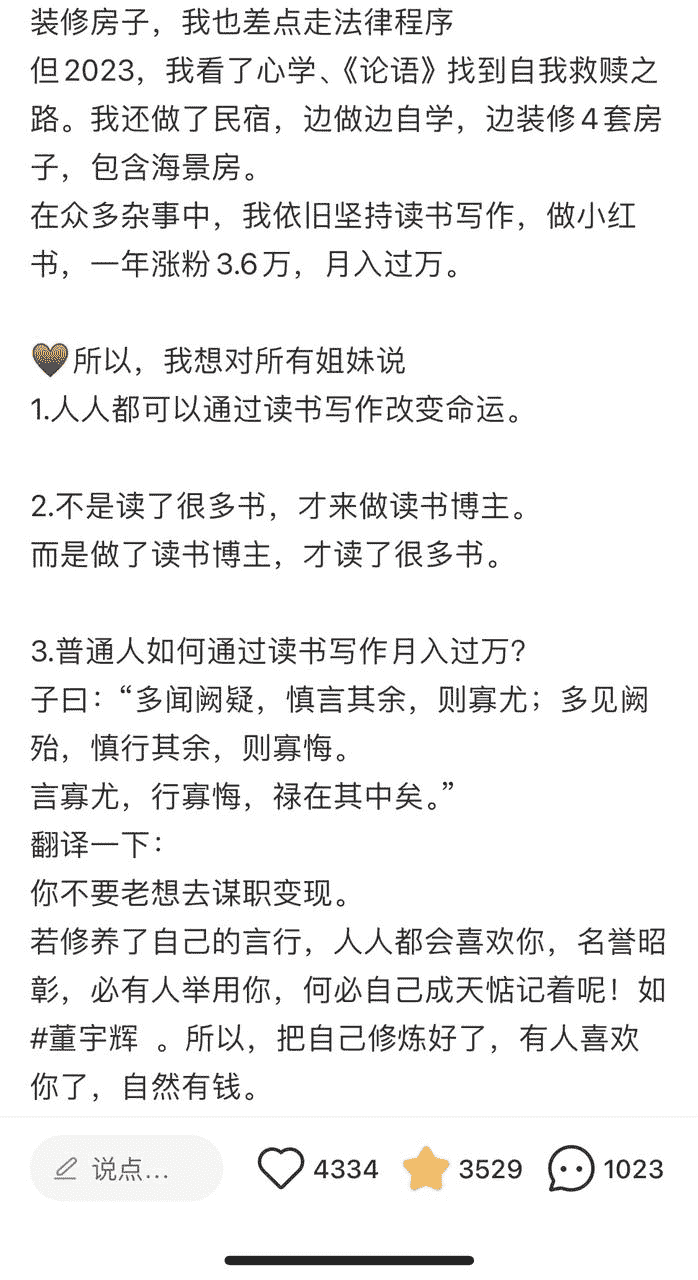 装修房子，我也差点走法律程序
但2023，我看了心学、《论语》找到自我救赎之
路。我还做了民宿，边做边自学，边装修4套房
子，包含海景房。
在众多杂事中，我依旧坚持读书写作，做小红
书，一年涨粉3.6万，月入过万。
🖤所以，我想对所有姐妹说
1.人人都可以通过读书写作改变命运。
2.不是读了很多书，才来做读书博主。
而是做了读书博主，才读了很多书。
3.普通人如何通过读书写作月入过万?
子曰：“多闻阙疑，慎言其余，则寡尤；多见阙
殆，慎行其余，则寡悔。
言寡尤，行寡悔，禄在其中矣。”
翻译一下：
你不要老想去谋职变现。
若修养了自己的言行，人人都会喜欢你，名誉昭
彰，必有人举用你，何必自己成天惦记着呢！如
#董宇辉 。所以，把自己修炼好了，有人喜欢
你了，自然有钱。
说点... 4334 3529 1023